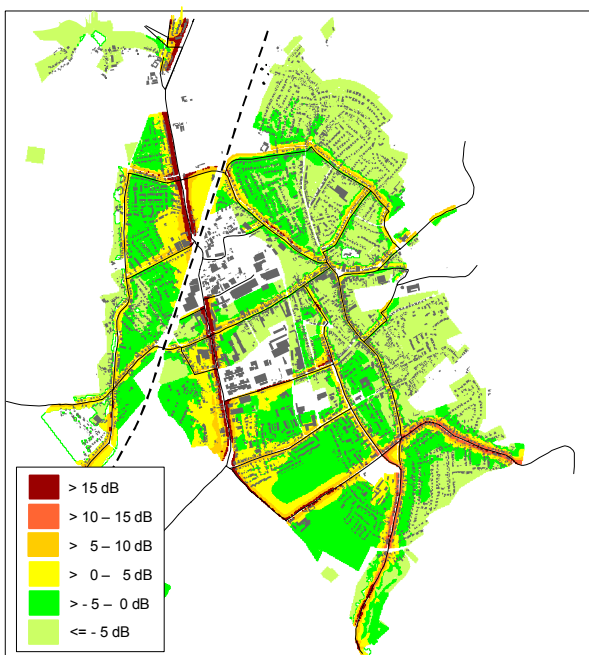 > 15 dB
> 10 – 15 dB
> 5 – 10 dB
> 0 – 5 dB
> - 5 – 0 dB
<= - 5 dB